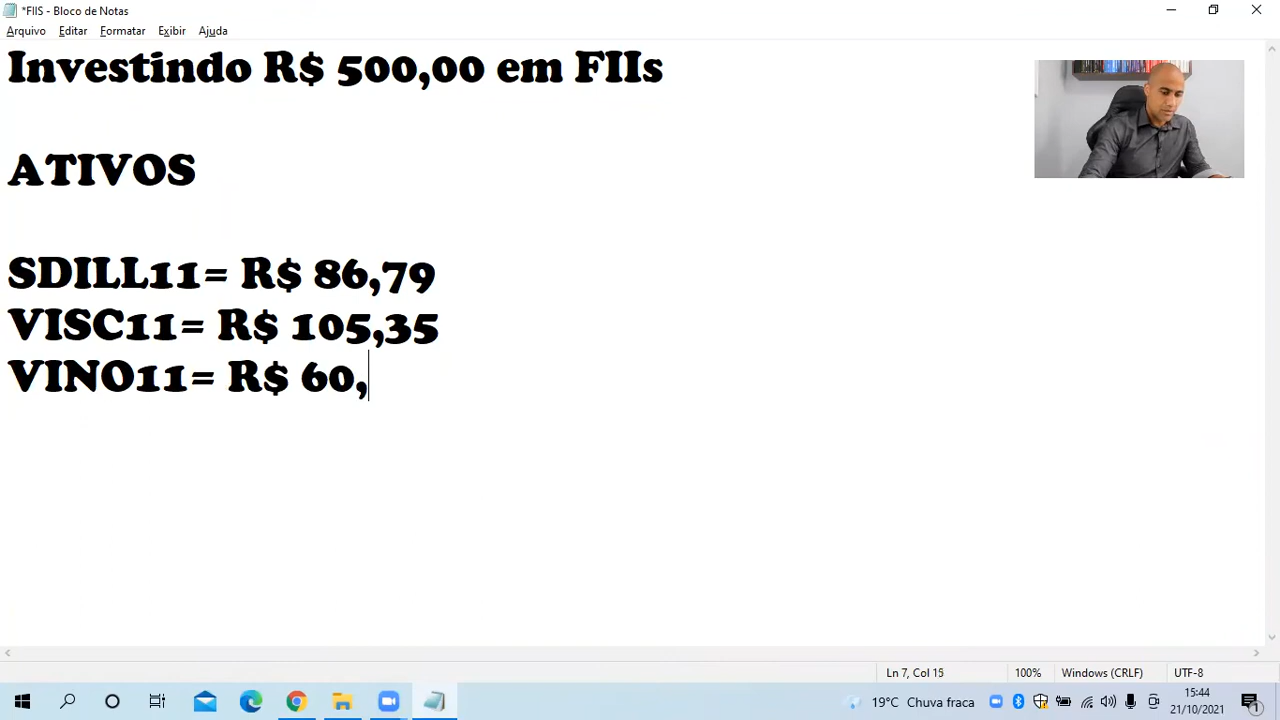 *FIIS - Bloco de Notas
Arquivo Editar Formatar Exibir Ajuda
Investindo R$ 500,00 em FIIs
ATIVOS
SDILL11= R$ 86,79
VISC11= R$ 105,35
VINO11= R$ 60,
Ln 7, Col 15 100% Windows (CRLF) UTF-8
19°C Chuva fraca
15:44
21/10/2021
1